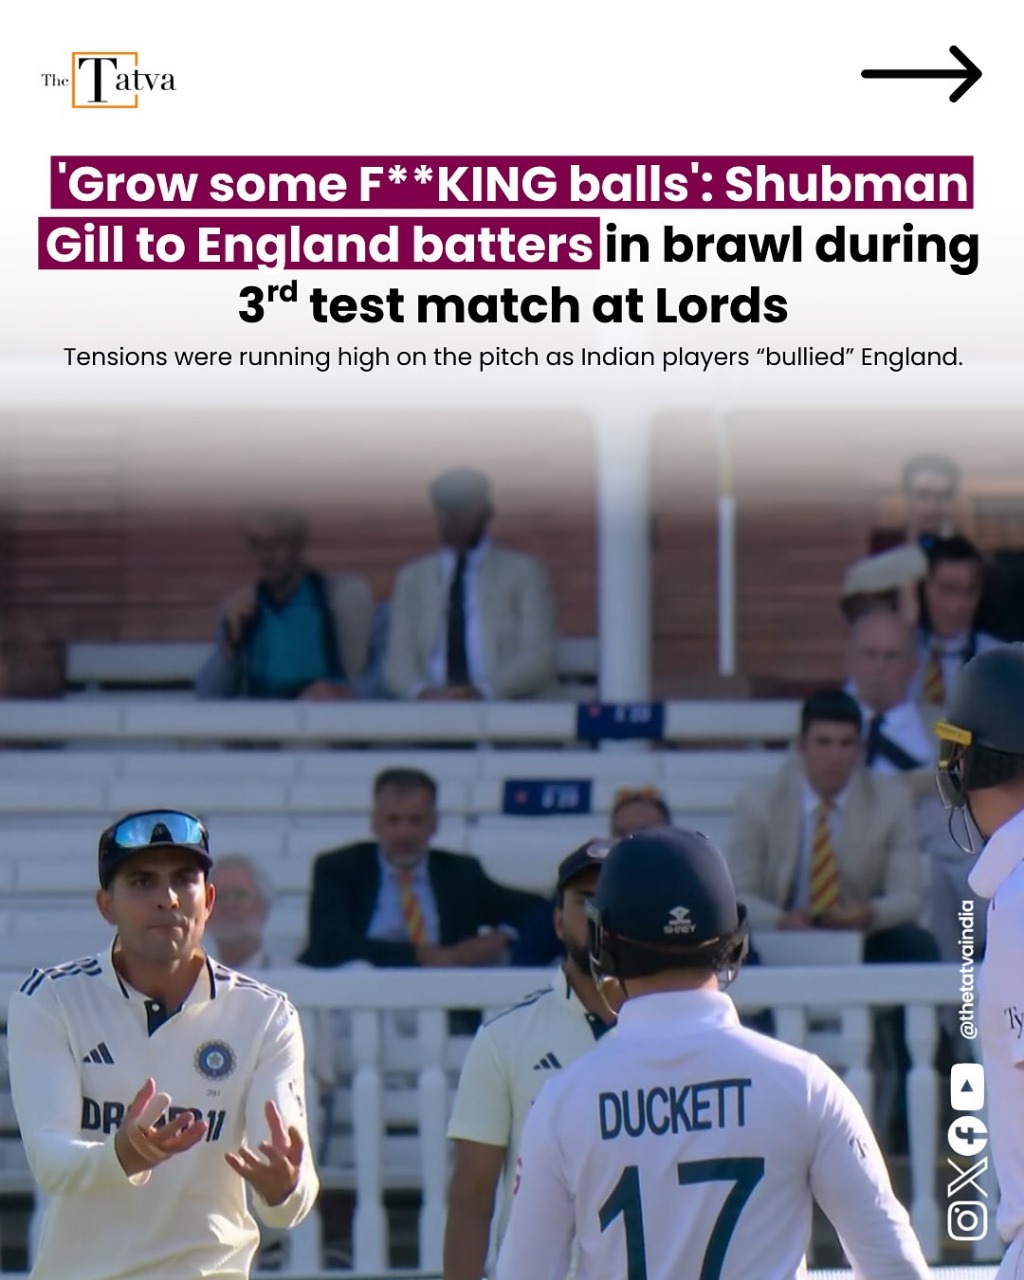 The Tatva
'Grow some F**KING balls': Shubman
Gill to England batters in brawl during
3rd test match at Lords
Tensions were running high on the pitch as Indian players “bullied” England.
SHREY
@thetatvaindia
DUCKETT
17